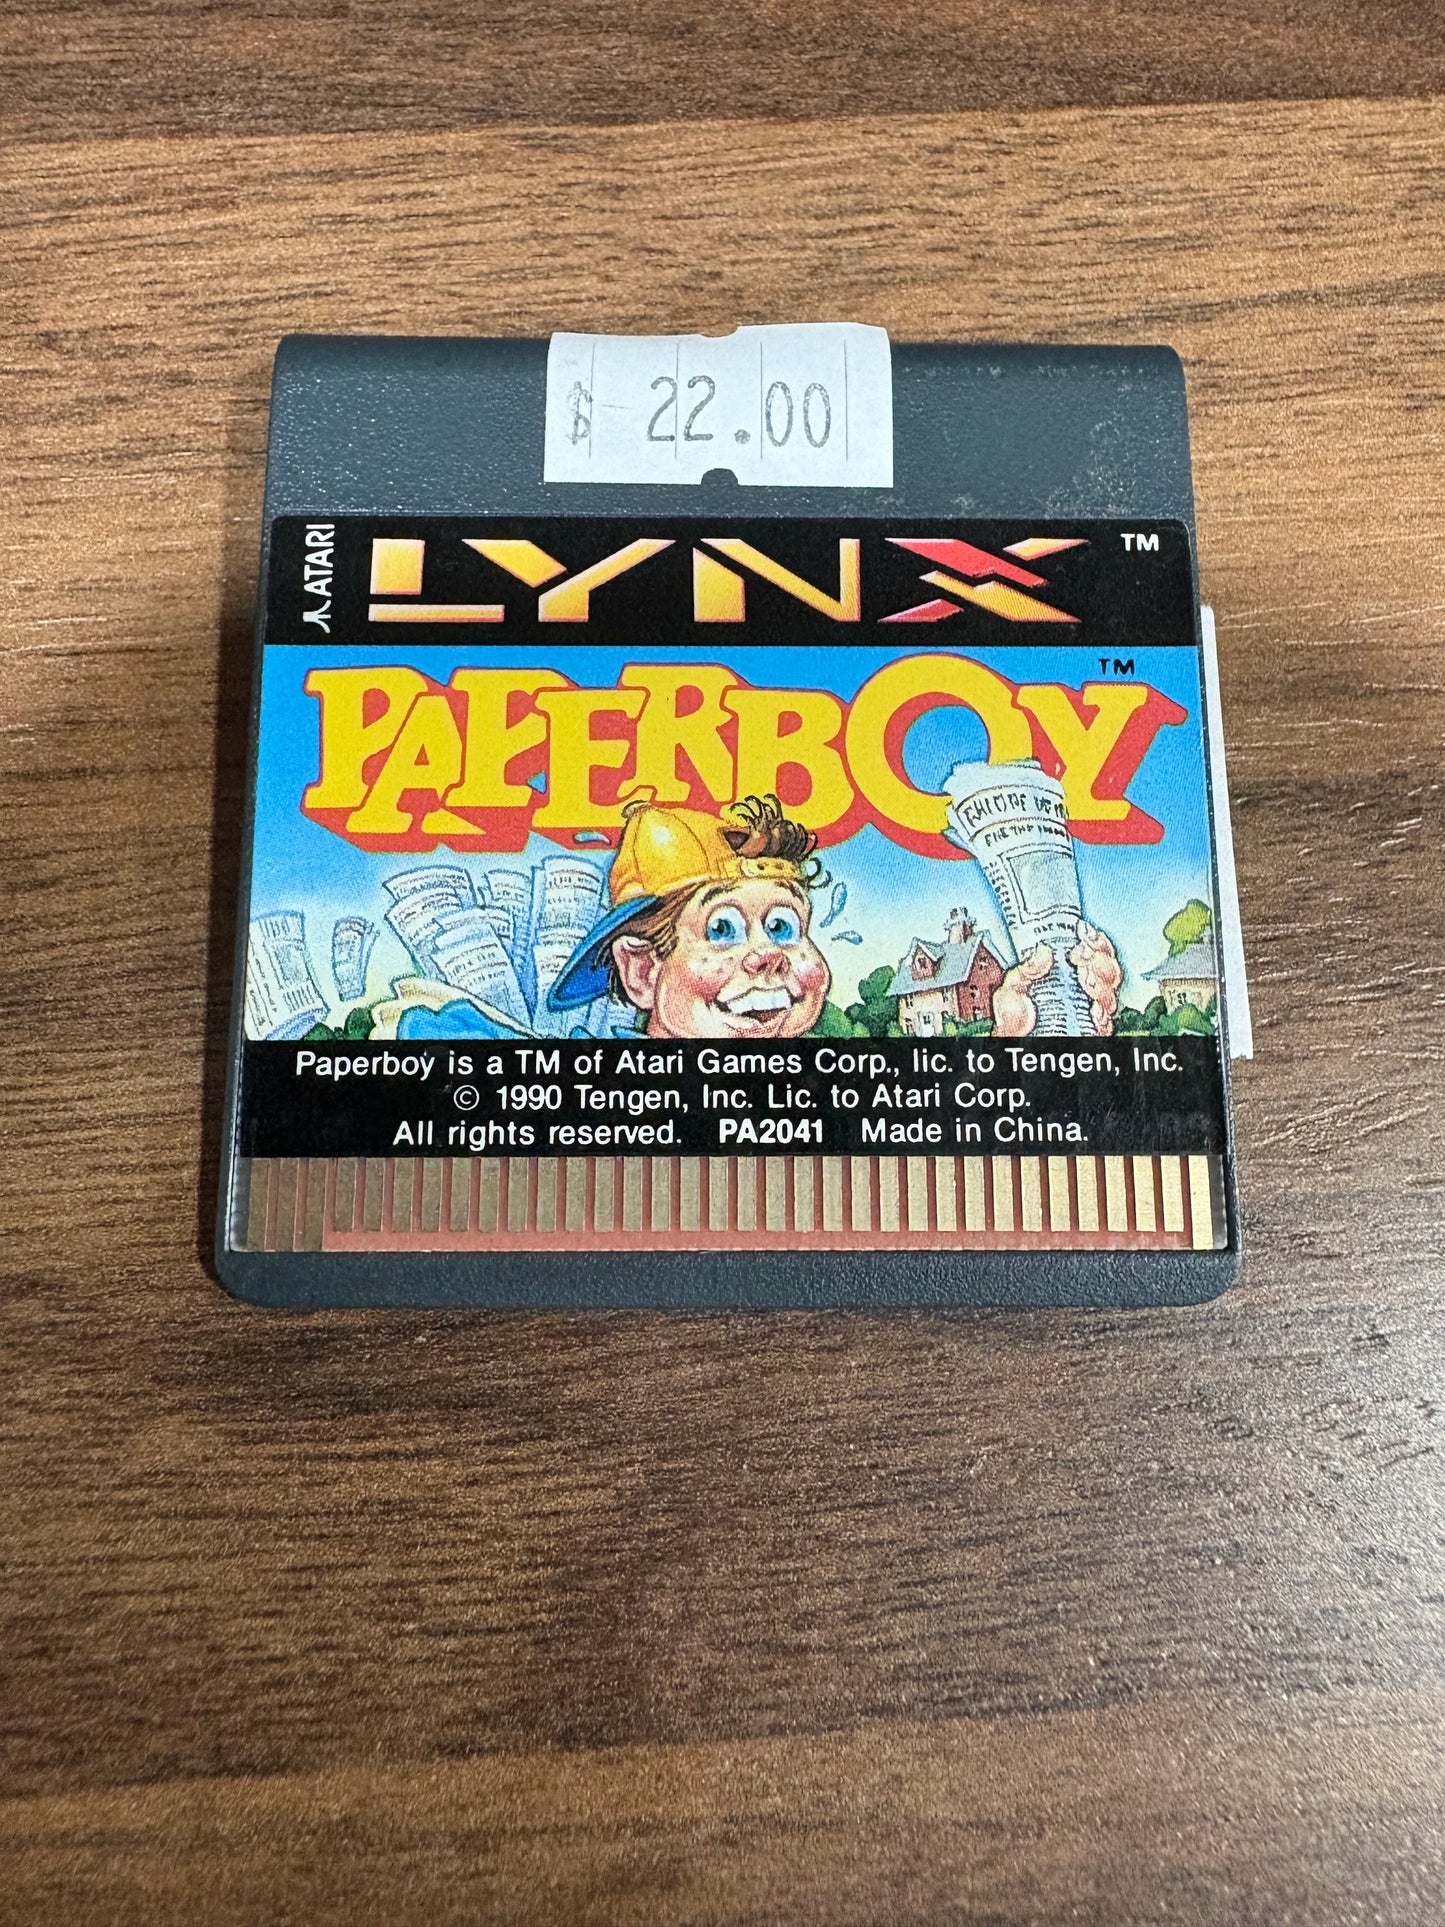 $ 22.00
ATARI
LYNX ™
PAPERBOY ™
Paperboy is a TM of Atari Games Corp., lic. to Tengen, Inc.
© 1990 Tengen, Inc. Lic. to Atari Corp.
All rights reserved. PA2041 Made in China.